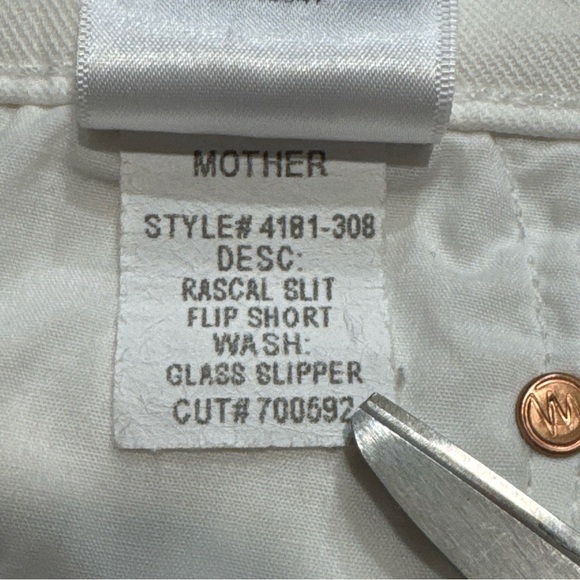 MOTHER
STYLE# 4181-308
DESC:
RASCAL SLIT
FLIP SHORT
WASH:
GLASS SLIPPER
CUT# 700592